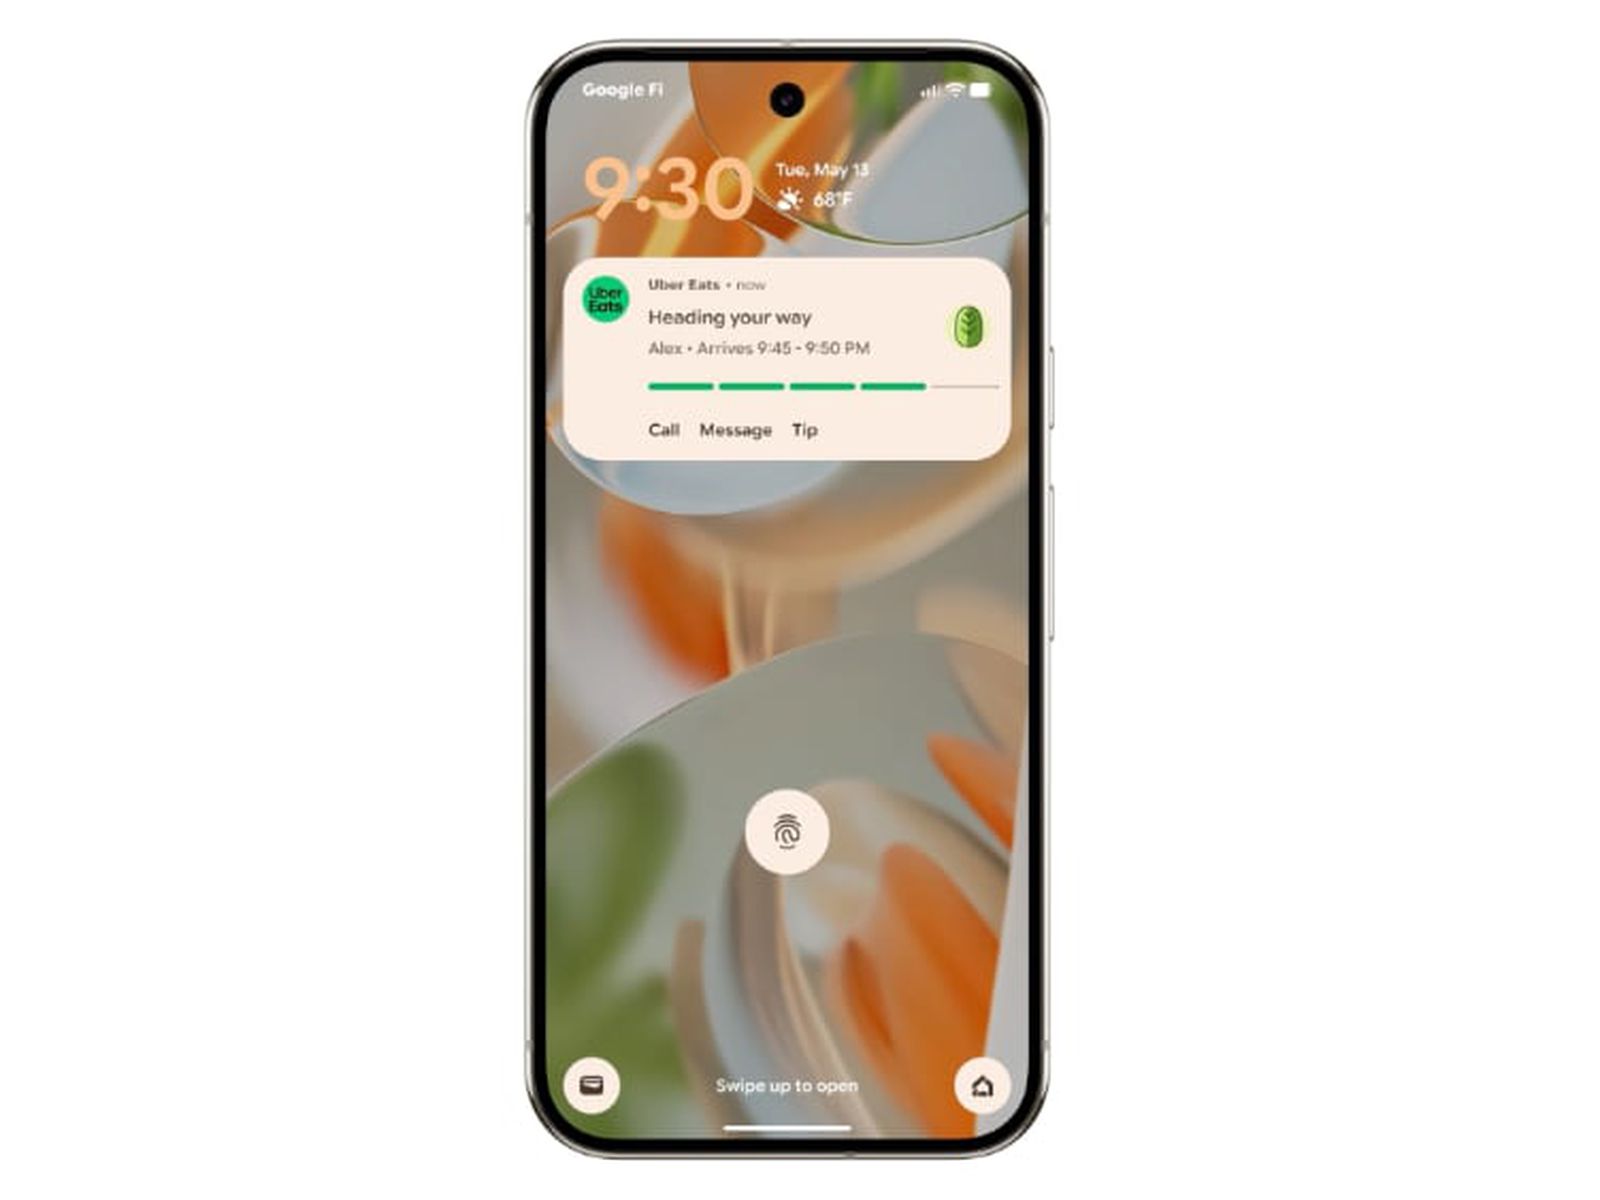 Google Fi
9:30
Tue, May 13
68°F
Uber Eats
Uber Eats • now
Heading your way
Alex • Arrives 9:45 - 9:50 PM
Call Message Tip
Swipe up to open